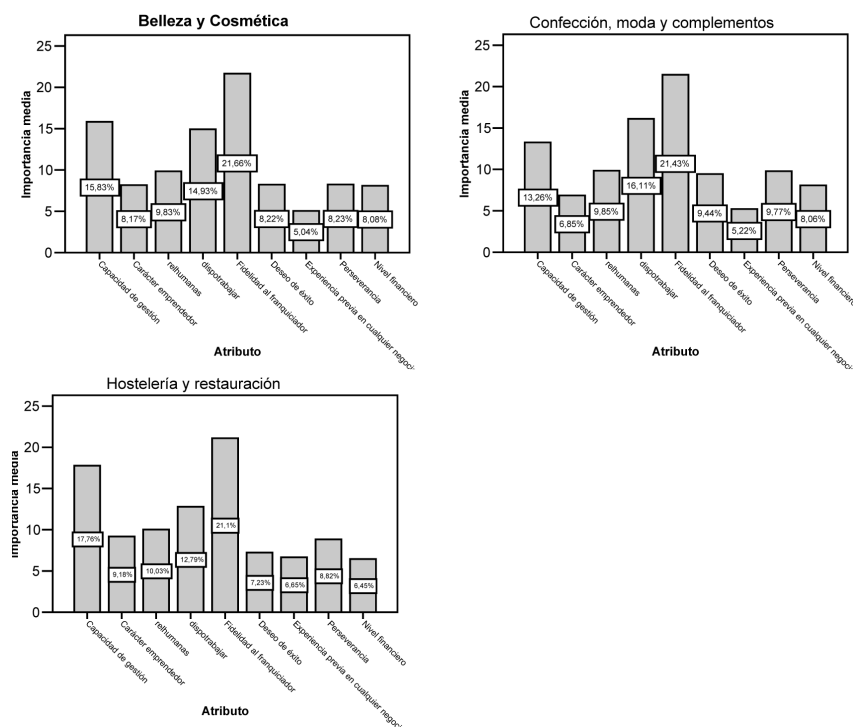 Belleza y Cosmética
Importancia media
25
20
15
10
5
0
15,83%
8,17%
9,83%
14,93%
21,66%
8,22%
5,04%
8,23%
8,08%
Capacidad de gestión
Carácter emprendedor
relhumanas
dispotrabajar
Fidelidad al franquiciador
Deseo de éxito
Experiencia previa en cualquier negoci
Perseverancia
Nivel financiero
Atributo
Confección, moda y complementos
Importancia media
25
20
15
10
5
0
13,26%
6,85%
9,85%
16,11%
21,43%
9,44%
5,22%
9,77%
8,06%
Capacidad de gestión
Carácter emprendedor
relhumanas
dispotrabajar
Fidelidad al franquiciador
Deseo de éxito
Experiencia previa en cualquier negoci
Perseverancia
Nivel financiero
Atributo
Hostelería y restauración
Importancia media
25
20
15
10
5
0
17,76%
9,18%
10,03%
12,79%
21,1%
7,23%
6,65%
8,82%
6,45%
Capacidad de gestión
Carácter emprendedor
relhumanas
dispotrabajar
Fidelidad al franquiciador
Deseo de éxito
Experiencia previa en cualquier negoci
Perseverancia
Nivel financiero
Atributo